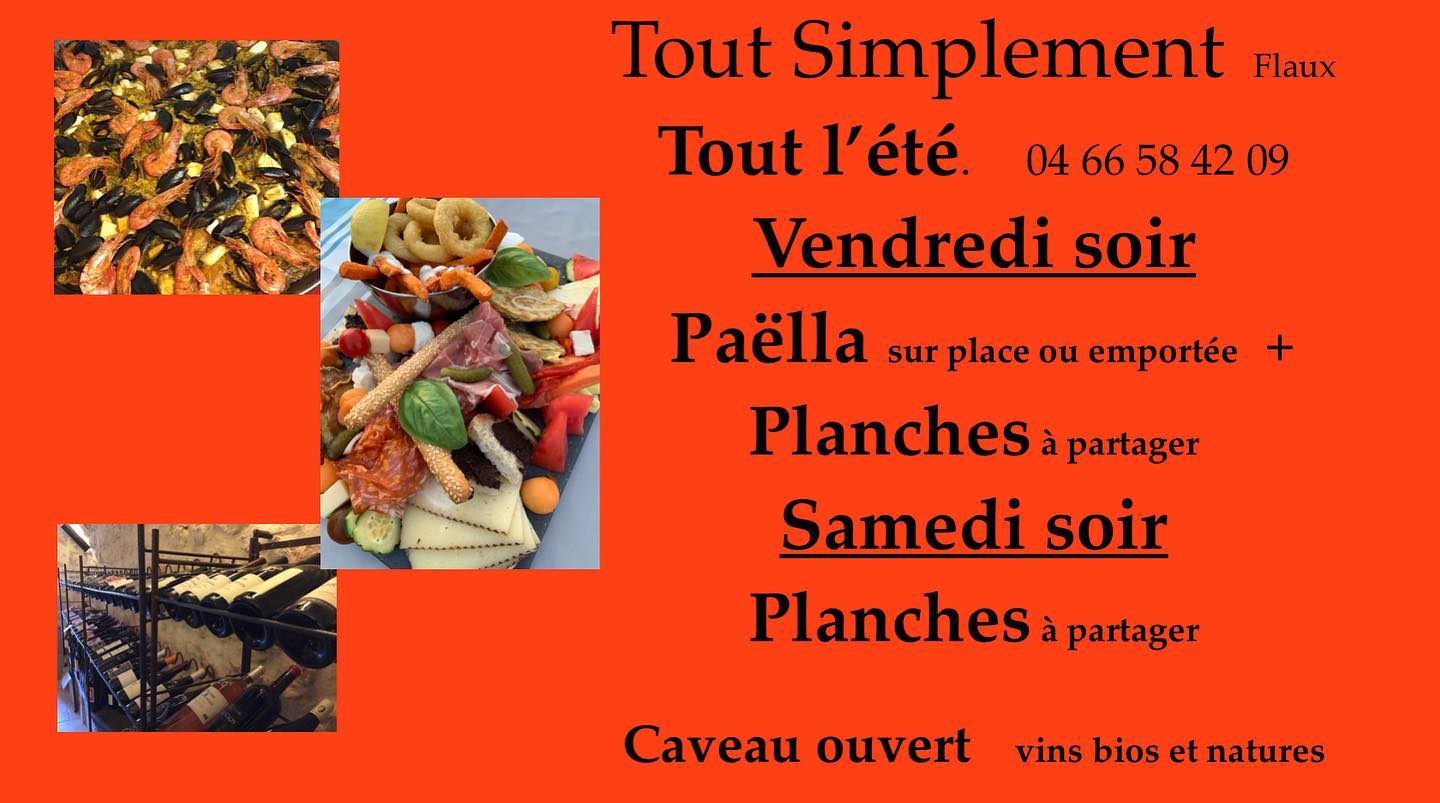 Tout Simplement Flaux
Tout l’été. 04 66 58 42 09
Vendredi soir
Paëlla sur place ou emportée +
Planches à partager
Samedi soir
Planches à partager
Caveau ouvert vins bios et natures